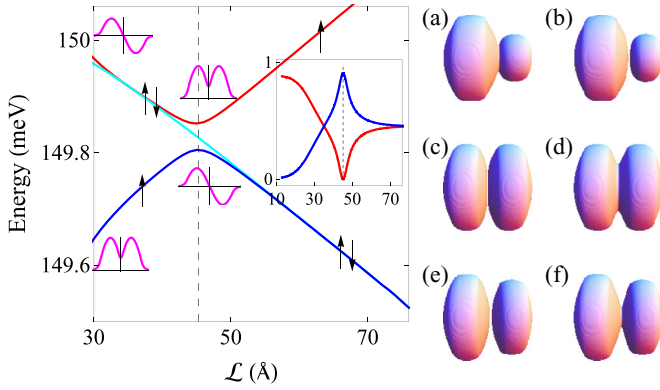 150
149.8
149.6
Energy (meV)
30
50
70
ℒ (Å)
1
0
10
30
50
70
(a)
(b)
(c)
(d)
(e)
(f)